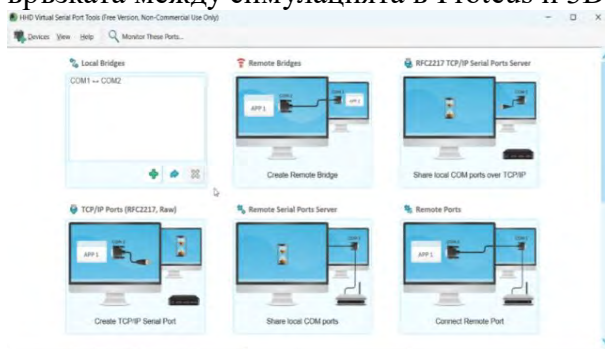 връзката между симулацията в Proteus и 3D
HHD Virtual Serial Port Tools (Free Version, Non-Commercial Use Only)
Devices View Help Monitor These Ports...
Local Bridges
COM1 ↔ COM2
Remote Bridges
APP 1
Create Remote Bridge
RFC2217 TCP/IP Serial Ports Server
Share local COM ports over TCP/IP
TCP/IP Ports (RFC2217, Raw)
APP 1
Create TCP/IP Serial Port
Remote Serial Ports Server
Share local COM ports
Remote Ports
APP 1
Connect Remote Port